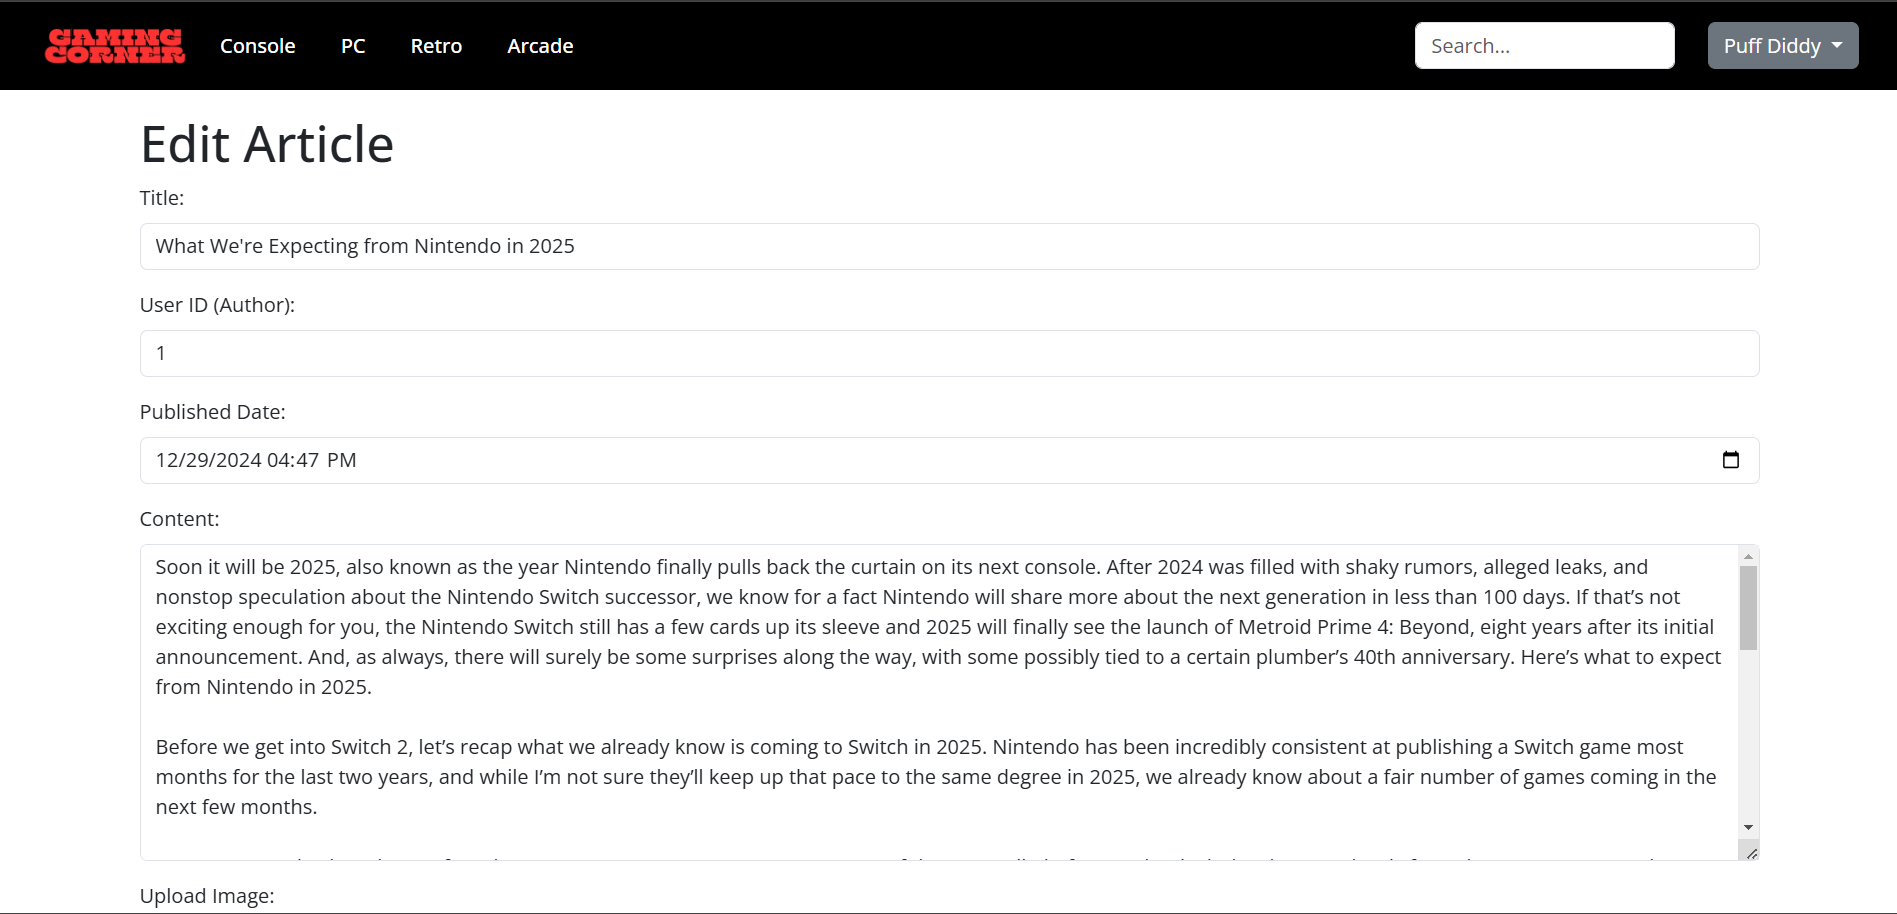 GAMING
CORNER
Console PC Retro Arcade Search... Puff Diddy
Edit Article
Title:
What We're Expecting from Nintendo in 2025
User ID (Author):
1
Published Date:
12/29/2024 04:47 PM
Content:
Soon it will be 2025, also known as the year Nintendo finally pulls back the curtain on its next console. After 2024 was filled with shaky rumors, alleged leaks, and
nonstop speculation about the Nintendo Switch successor, we know for a fact Nintendo will share more about the next generation in less than 100 days. If that’s not
exciting enough for you, the Nintendo Switch still has a few cards up its sleeve and 2025 will finally see the launch of Metroid Prime 4: Beyond, eight years after its initial
announcement. And, as always, there will surely be some surprises along the way, with some possibly tied to a certain plumber’s 40th anniversary. Here’s what to expect
from Nintendo in 2025.
Before we get into Switch 2, let’s recap what we already know is coming to Switch in 2025. Nintendo has been incredibly consistent at publishing a Switch game most
months for the last two years, and while I’m not sure they’ll keep up that pace to the same degree in 2025, we already know about a fair number of games coming in the
next few months.
Upload Image: